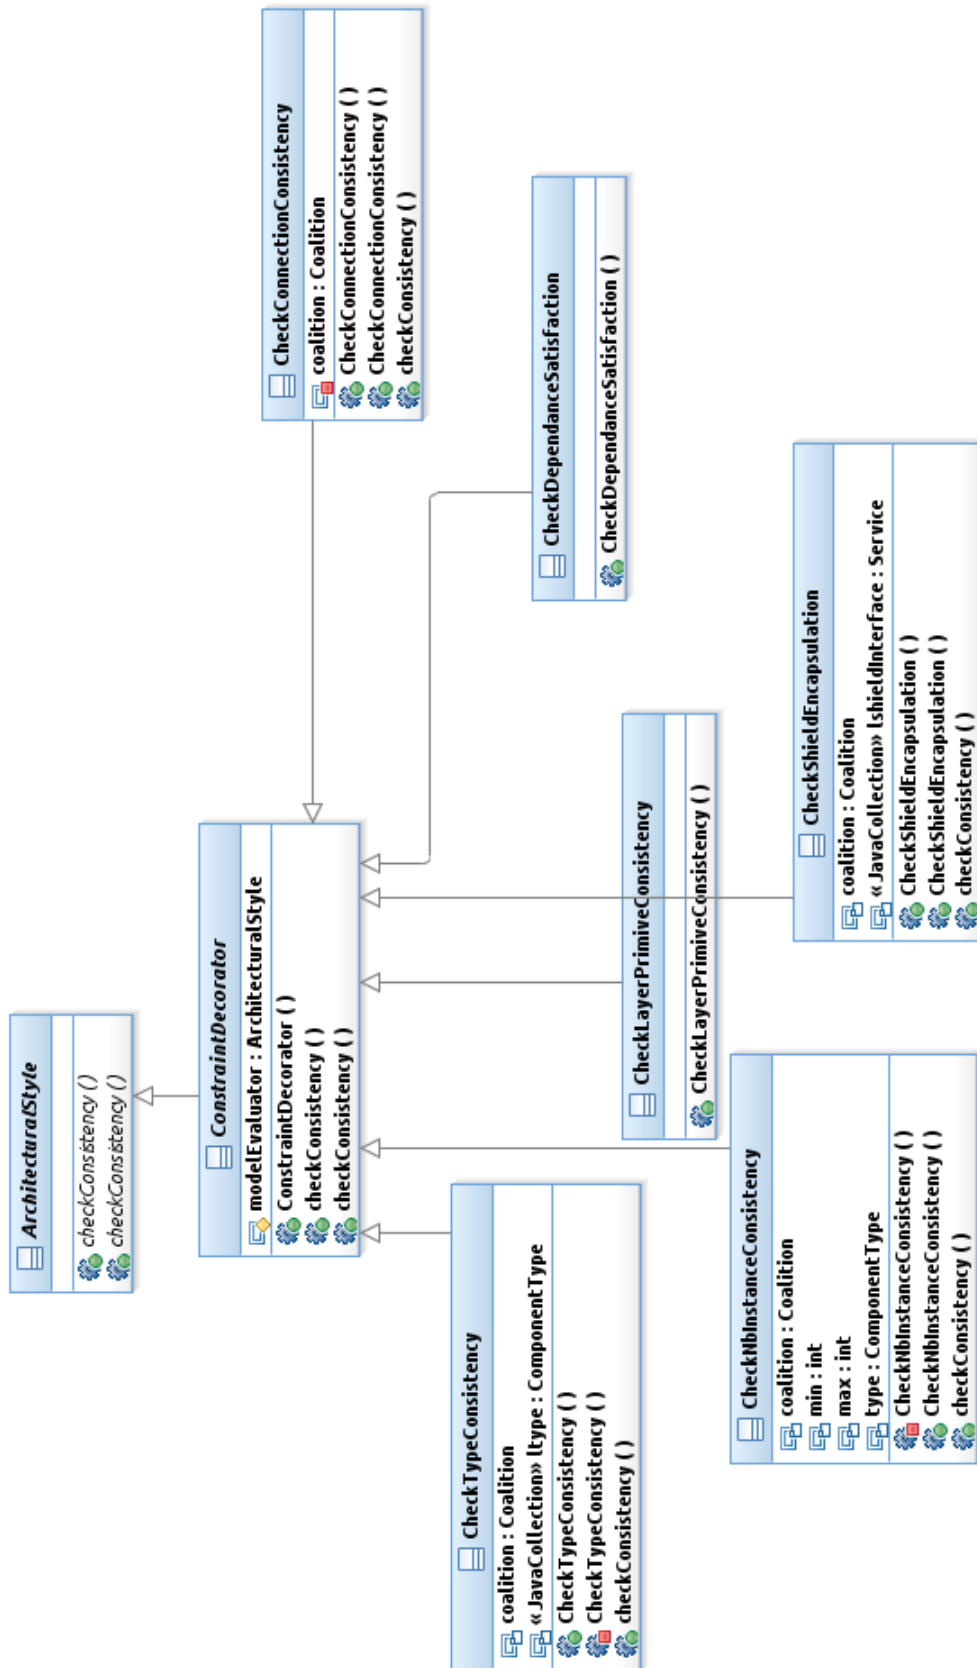 ArchitecturalStyle
checkConsistency ( )
checkConsistency ( )
ConstraintDecorator
modelEvaluator : ArchitecturalStyle
ConstraintDecorator ( )
checkConsistency ( )
checkConsistency ( )
CheckTypeConsistency
coalition : Coalition
« JavaCollection» ltype : ComponentType
CheckTypeConsistency ( )
CheckTypeConsistency ( )
checkConsistency ( )
CheckNbInstanceConsistency
coalition : Coalition
min : int
max : int
type : ComponentType
CheckNbInstanceConsistency ( )
CheckNbInstanceConsistency ( )
checkConsistency ( )
CheckLayerPrimiveConsistency
CheckLayerPrimiveConsistency ( )
CheckShieldEncapsulation
coalition : Coalition
« JavaCollection» lshieldInterface : Service
CheckShieldEncapsulation ( )
CheckShieldEncapsulation ( )
checkConsistency ( )
CheckDependanceSatisfaction
CheckDependanceSatisfaction ( )
CheckConnectionConsistency
coalition : Coalition
CheckConnectionConsistency ( )
CheckConnectionConsistency ( )
checkConsistency ( )